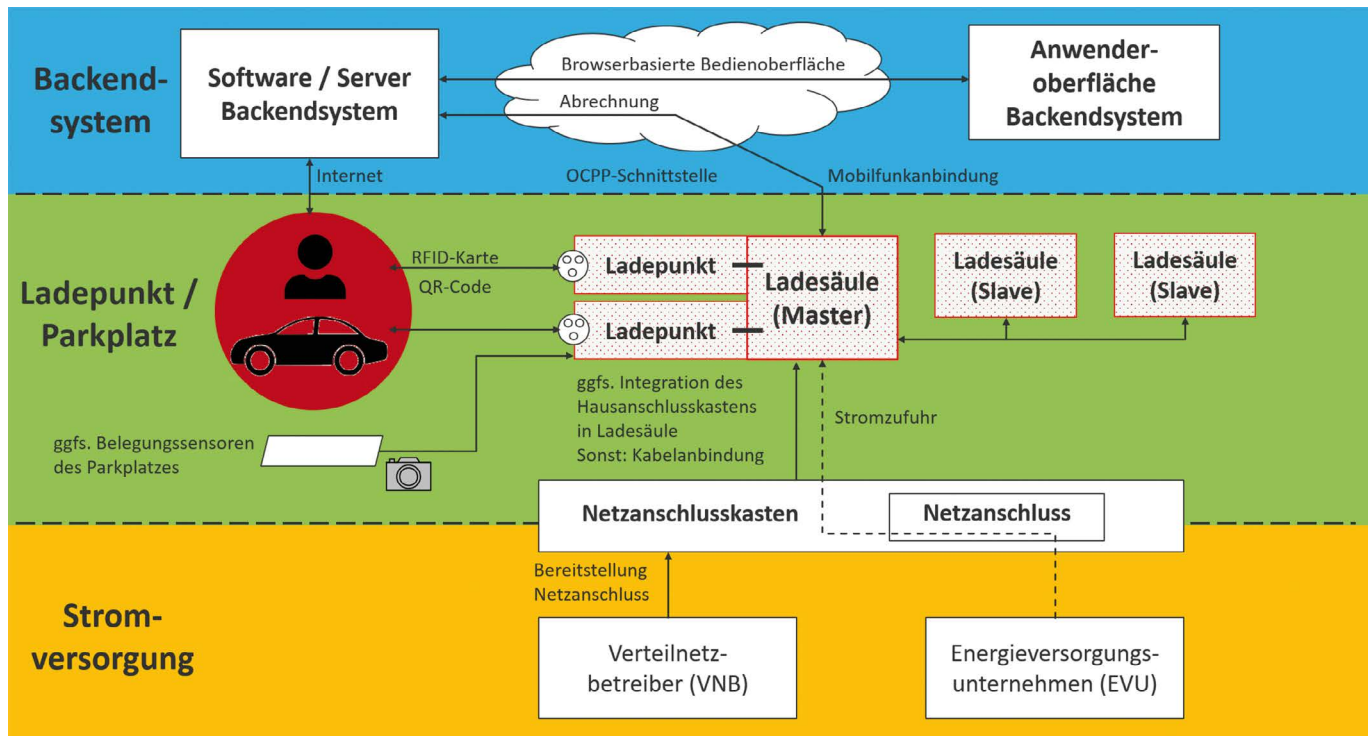 Backend-
system
Software / Server
Backendsystem
Browserbasierte Bedienoberfläche
Abrechnung
Anwender-
oberfläche
Backendsystem
Internet
OCPP-Schnittstelle
Mobilfunkanbindung
Ladepunkt /
Parkplatz
RFID-Karte
QR-Code
Ladepunkt
Ladepunkt
Ladesäule
(Master)
Ladesäule
(Slave)
Ladesäule
(Slave)
ggfs. Integration des
Hausanschlusskastens
in Ladesäule
Sonst: Kabelanbindung
Stromzufuhr
ggfs. Belegungssensoren
des Parkplatzes
Netzanschlusskasten
Netzanschluss
Strom-
versorgung
Bereitstellung
Netzanschluss
Verteilnetz-
betreiber (VNB)
Energieversorgungs-
unternehmen (EVU)